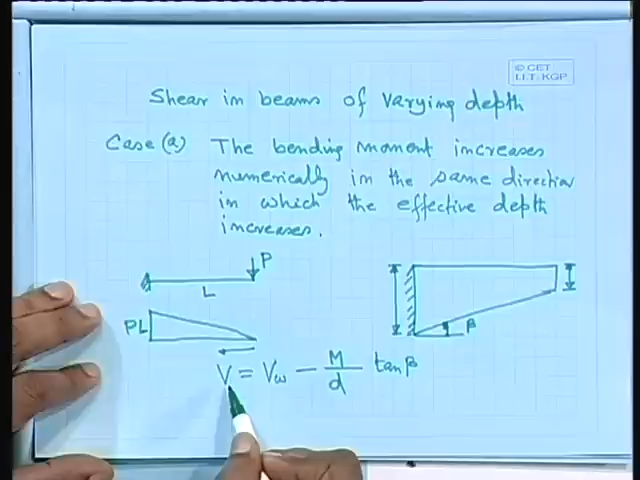 © CET
I.I.T. KGP
Shear in beams of varying depth
Case (a) The bending moment increases
numerically in the same direction
in which the effective depth
increases.
P
L
PL
β
V = Vω - M/d tan β